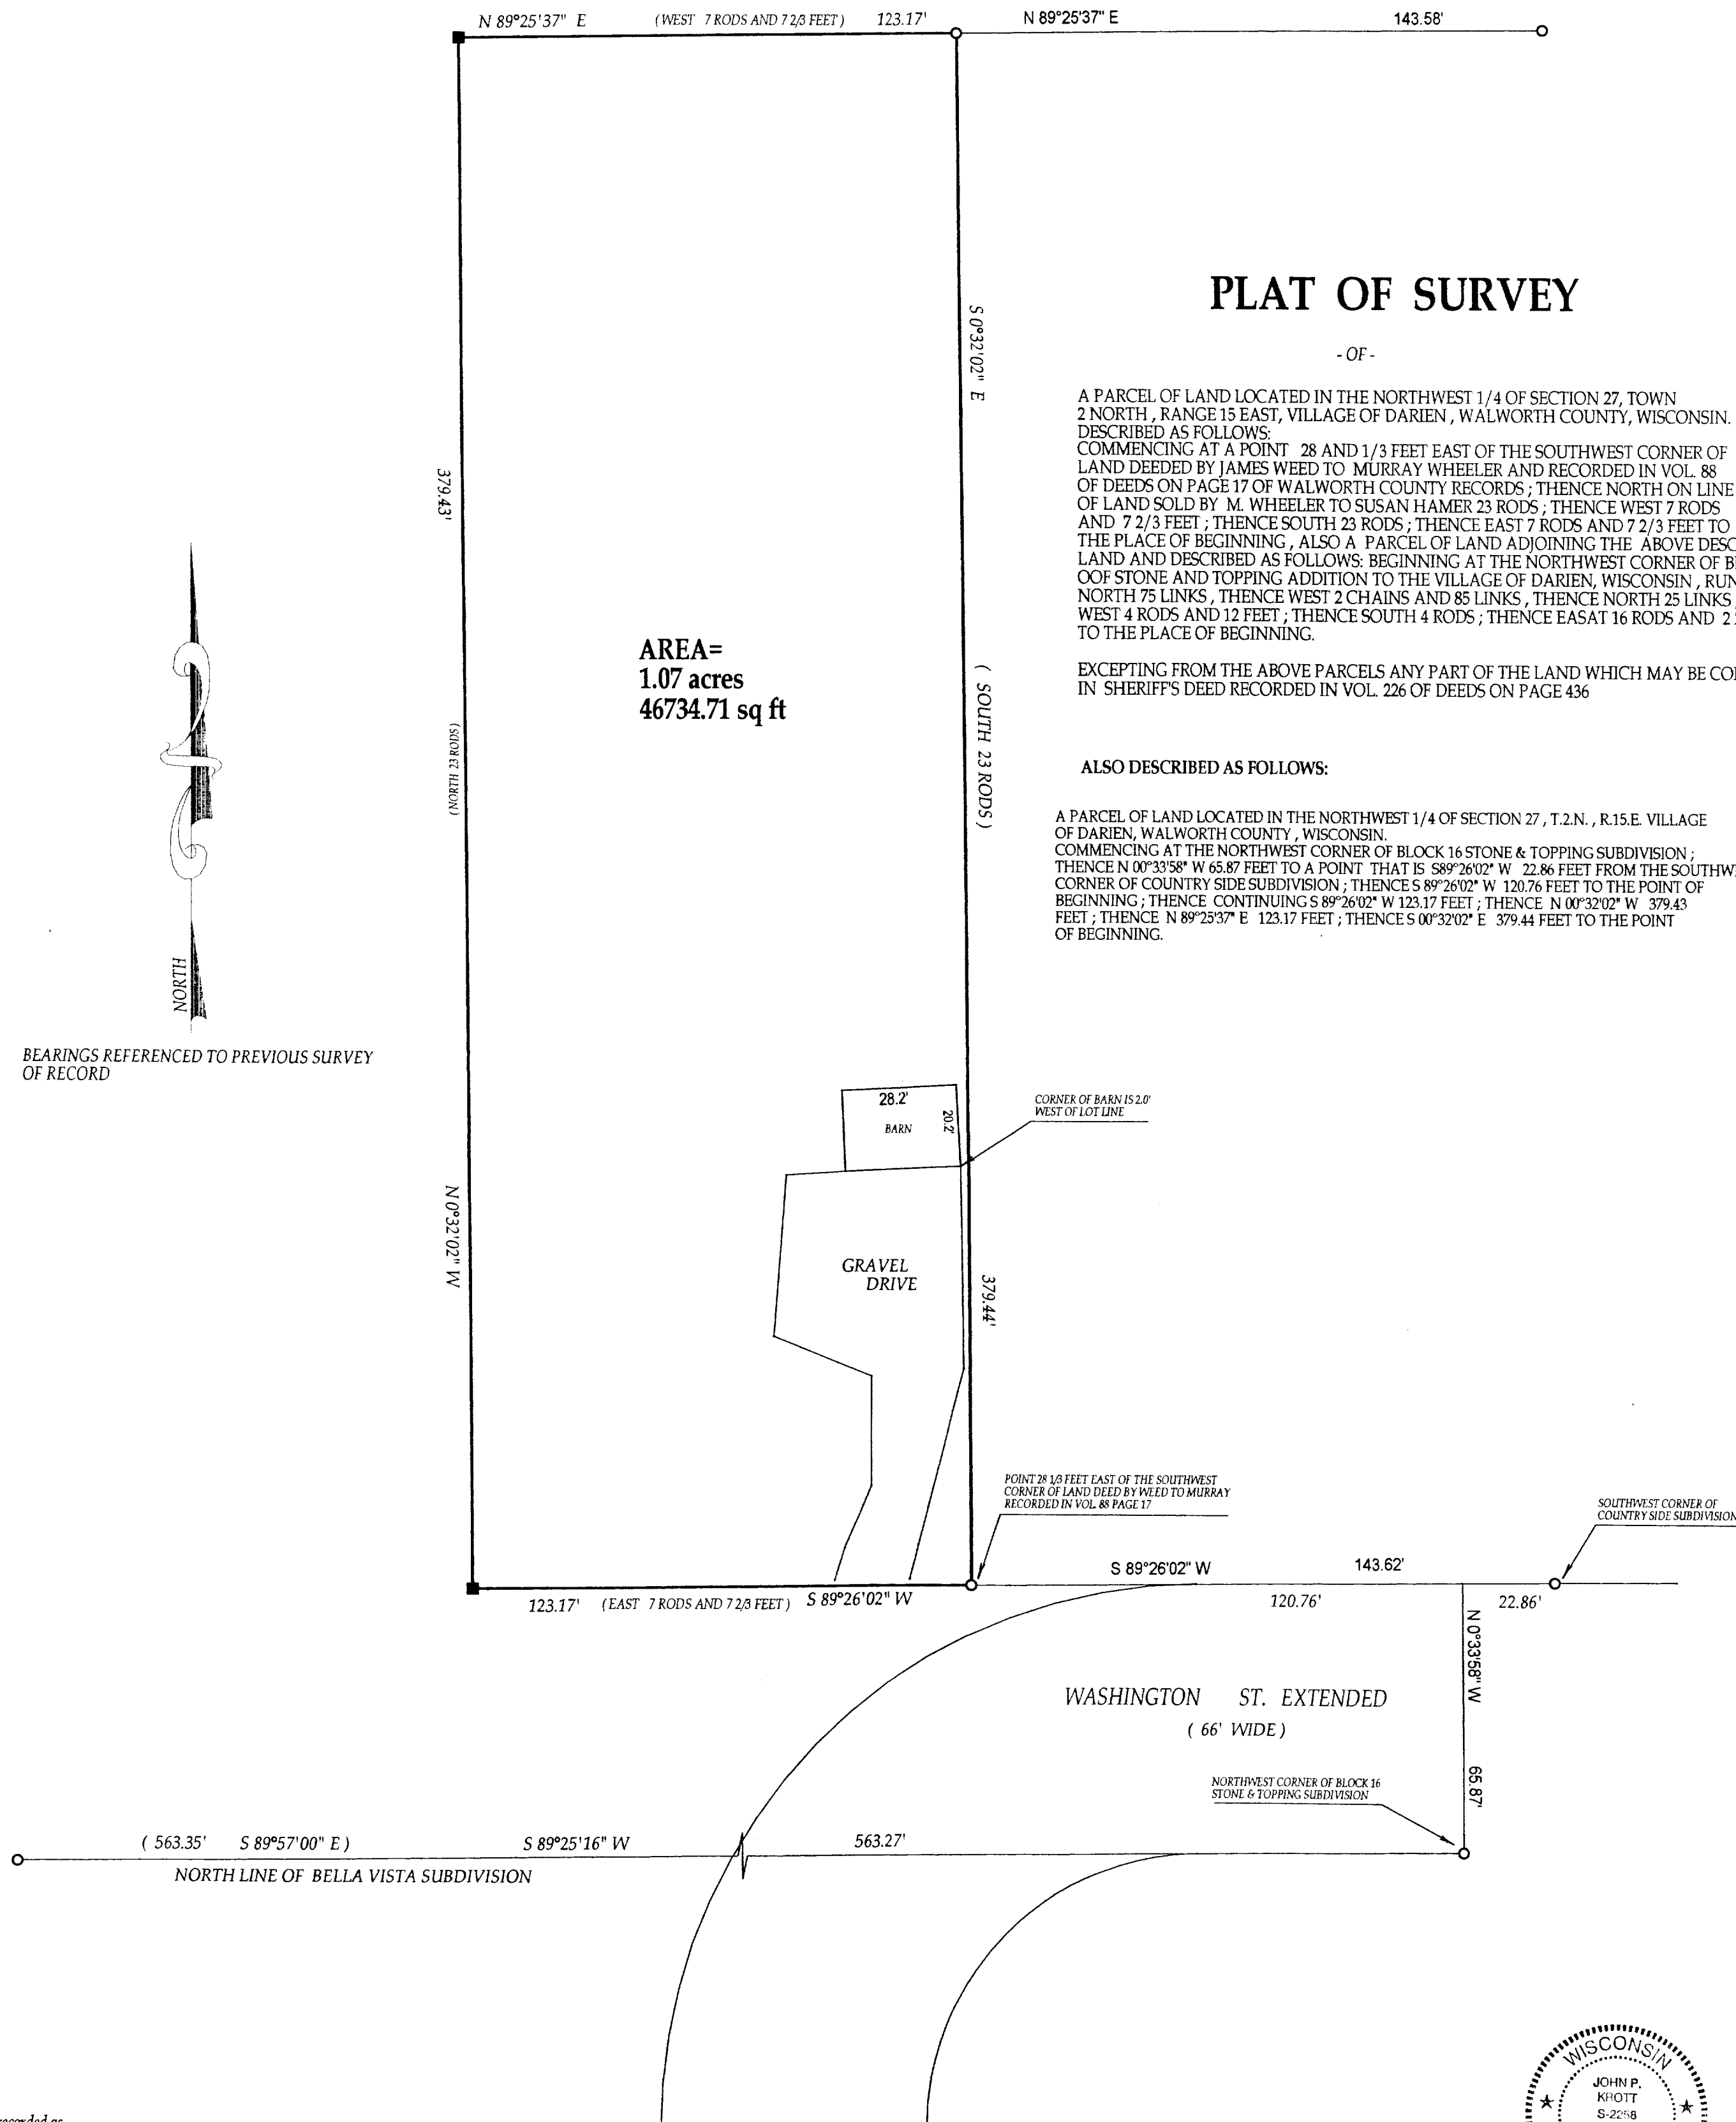 N 89°25'37" E (WEST 7 RODS AND 7 2/3 FEET) 123.17' N 89°25'37" E 143.58'
S 0°32'02" E
379.43'
(NORTH 23 RODS)
N 0°32'02" W
( SOUTH 23 RODS )
379.44'
PLAT OF SURVEY
- OF -
A PARCEL OF LAND LOCATED IN THE NORTHWEST 1/4 OF SECTION 27, TOWN
2 NORTH , RANGE 15 EAST, VILLAGE OF DARIEN , WALWORTH COUNTY, WISCONSIN.
DESCRIBED AS FOLLOWS:
COMMENCING AT A POINT 28 AND 1/3 FEET EAST OF THE SOUTHWEST CORNER OF
LAND DEEDED BY JAMES WEED TO MURRAY WHEELER AND RECORDED IN VOL. 88
OF DEEDS ON PAGE 17 OF WALWORTH COUNTY RECORDS ; THENCE NORTH ON LINE
OF LAND SOLD BY M. WHEELER TO SUSAN HAMER 23 RODS ; THENCE WEST 7 RODS
AND 7 2/3 FEET ; THENCE SOUTH 23 RODS ; THENCE EAST 7 RODS AND 7 2/3 FEET TO
THE PLACE OF BEGINNING , ALSO A PARCEL OF LAND ADJOINING THE ABOVE DESC
LAND AND DESCRIBED AS FOLLOWS: BEGINNING AT THE NORTHWEST CORNER OF
OOF STONE AND TOPPING ADDITION TO THE VILLAGE OF DARIEN, WISCONSIN , RUN
NORTH 75 LINKS , THENCE WEST 2 CHAINS AND 85 LINKS , THENCE NORTH 25 LINKS
WEST 4 RODS AND 12 FEET ; THENCE SOUTH 4 RODS ; THENCE EASAT 16 RODS AND 2
TO THE PLACE OF BEGINNING.
EXCEPTING FROM THE ABOVE PARCELS ANY PART OF THE LAND WHICH MAY BE
IN SHERIFF'S DEED RECORDED IN VOL. 226 OF DEEDS ON PAGE 436
ALSO DESCRIBED AS FOLLOWS:
A PARCEL OF LAND LOCATED IN THE NORTHWEST 1/4 OF SECTION 27 , T.2.N. , R.15.E. VILLAGE
OF DARIEN, WALWORTH COUNTY , WISCONSIN.
COMMENCING AT THE NORTHWEST CORNER OF BLOCK 16 STONE & TOPPING SUBDIVISION ;
THENCE N 00°33'58" W 65.87 FEET TO A POINT THAT IS S89°26'02" W 22.86 FEET FROM THE SOUTHW
CORNER OF COUNTRY SIDE SUBDIVISION ; THENCE S 89°26'02" W 120.76 FEET TO THE POINT OF
BEGINNING ; THENCE CONTINUING S 89°26'02" W 123.17 FEET ; THENCE N 00°32'02" W 379.43
FEET ; THENCE N 89°25'37" E 123.17 FEET ; THENCE S 00°32'02" E 379.44 FEET TO THE POINT
OF BEGINNING.
AREA=
1.07 acres
46734.71 sq ft
NORTH
BEARINGS REFERENCED TO PREVIOUS SURVEY
OF RECORD
28.2'
20.2'
BARN
CORNER OF BARN IS 2.0'
WEST OF LOT LINE
GRAVEL
DRIVE
POINT 28 1/3 FEET EAST OF THE SOUTHWEST
CORNER OF LAND DEED BY WEED TO MURRAY
RECORDED IN VOL. 88 PAGE 17
SOUTHWEST CORNER OF
COUNTRY SIDE SUBDIVISION
S 89°26'02" W 143.62'
123.17' (EAST 7 RODS AND 7 2/3 FEET) S 89°26'02" W
120.76' 22.86'
N 0°33'58" W
65.87'
WASHINGTON ST. EXTENDED
( 66' WIDE )
NORTHWEST CORNER OF BLOCK 16
STONE & TOPPING SUBDIVISION
( 563.35' S 89°57'00" E ) S 89°25'16" W 563.27'
NORTH LINE OF BELLA VISTA SUBDIVISION
WISCONSIN
JOHN P.
KROTT
S-2258